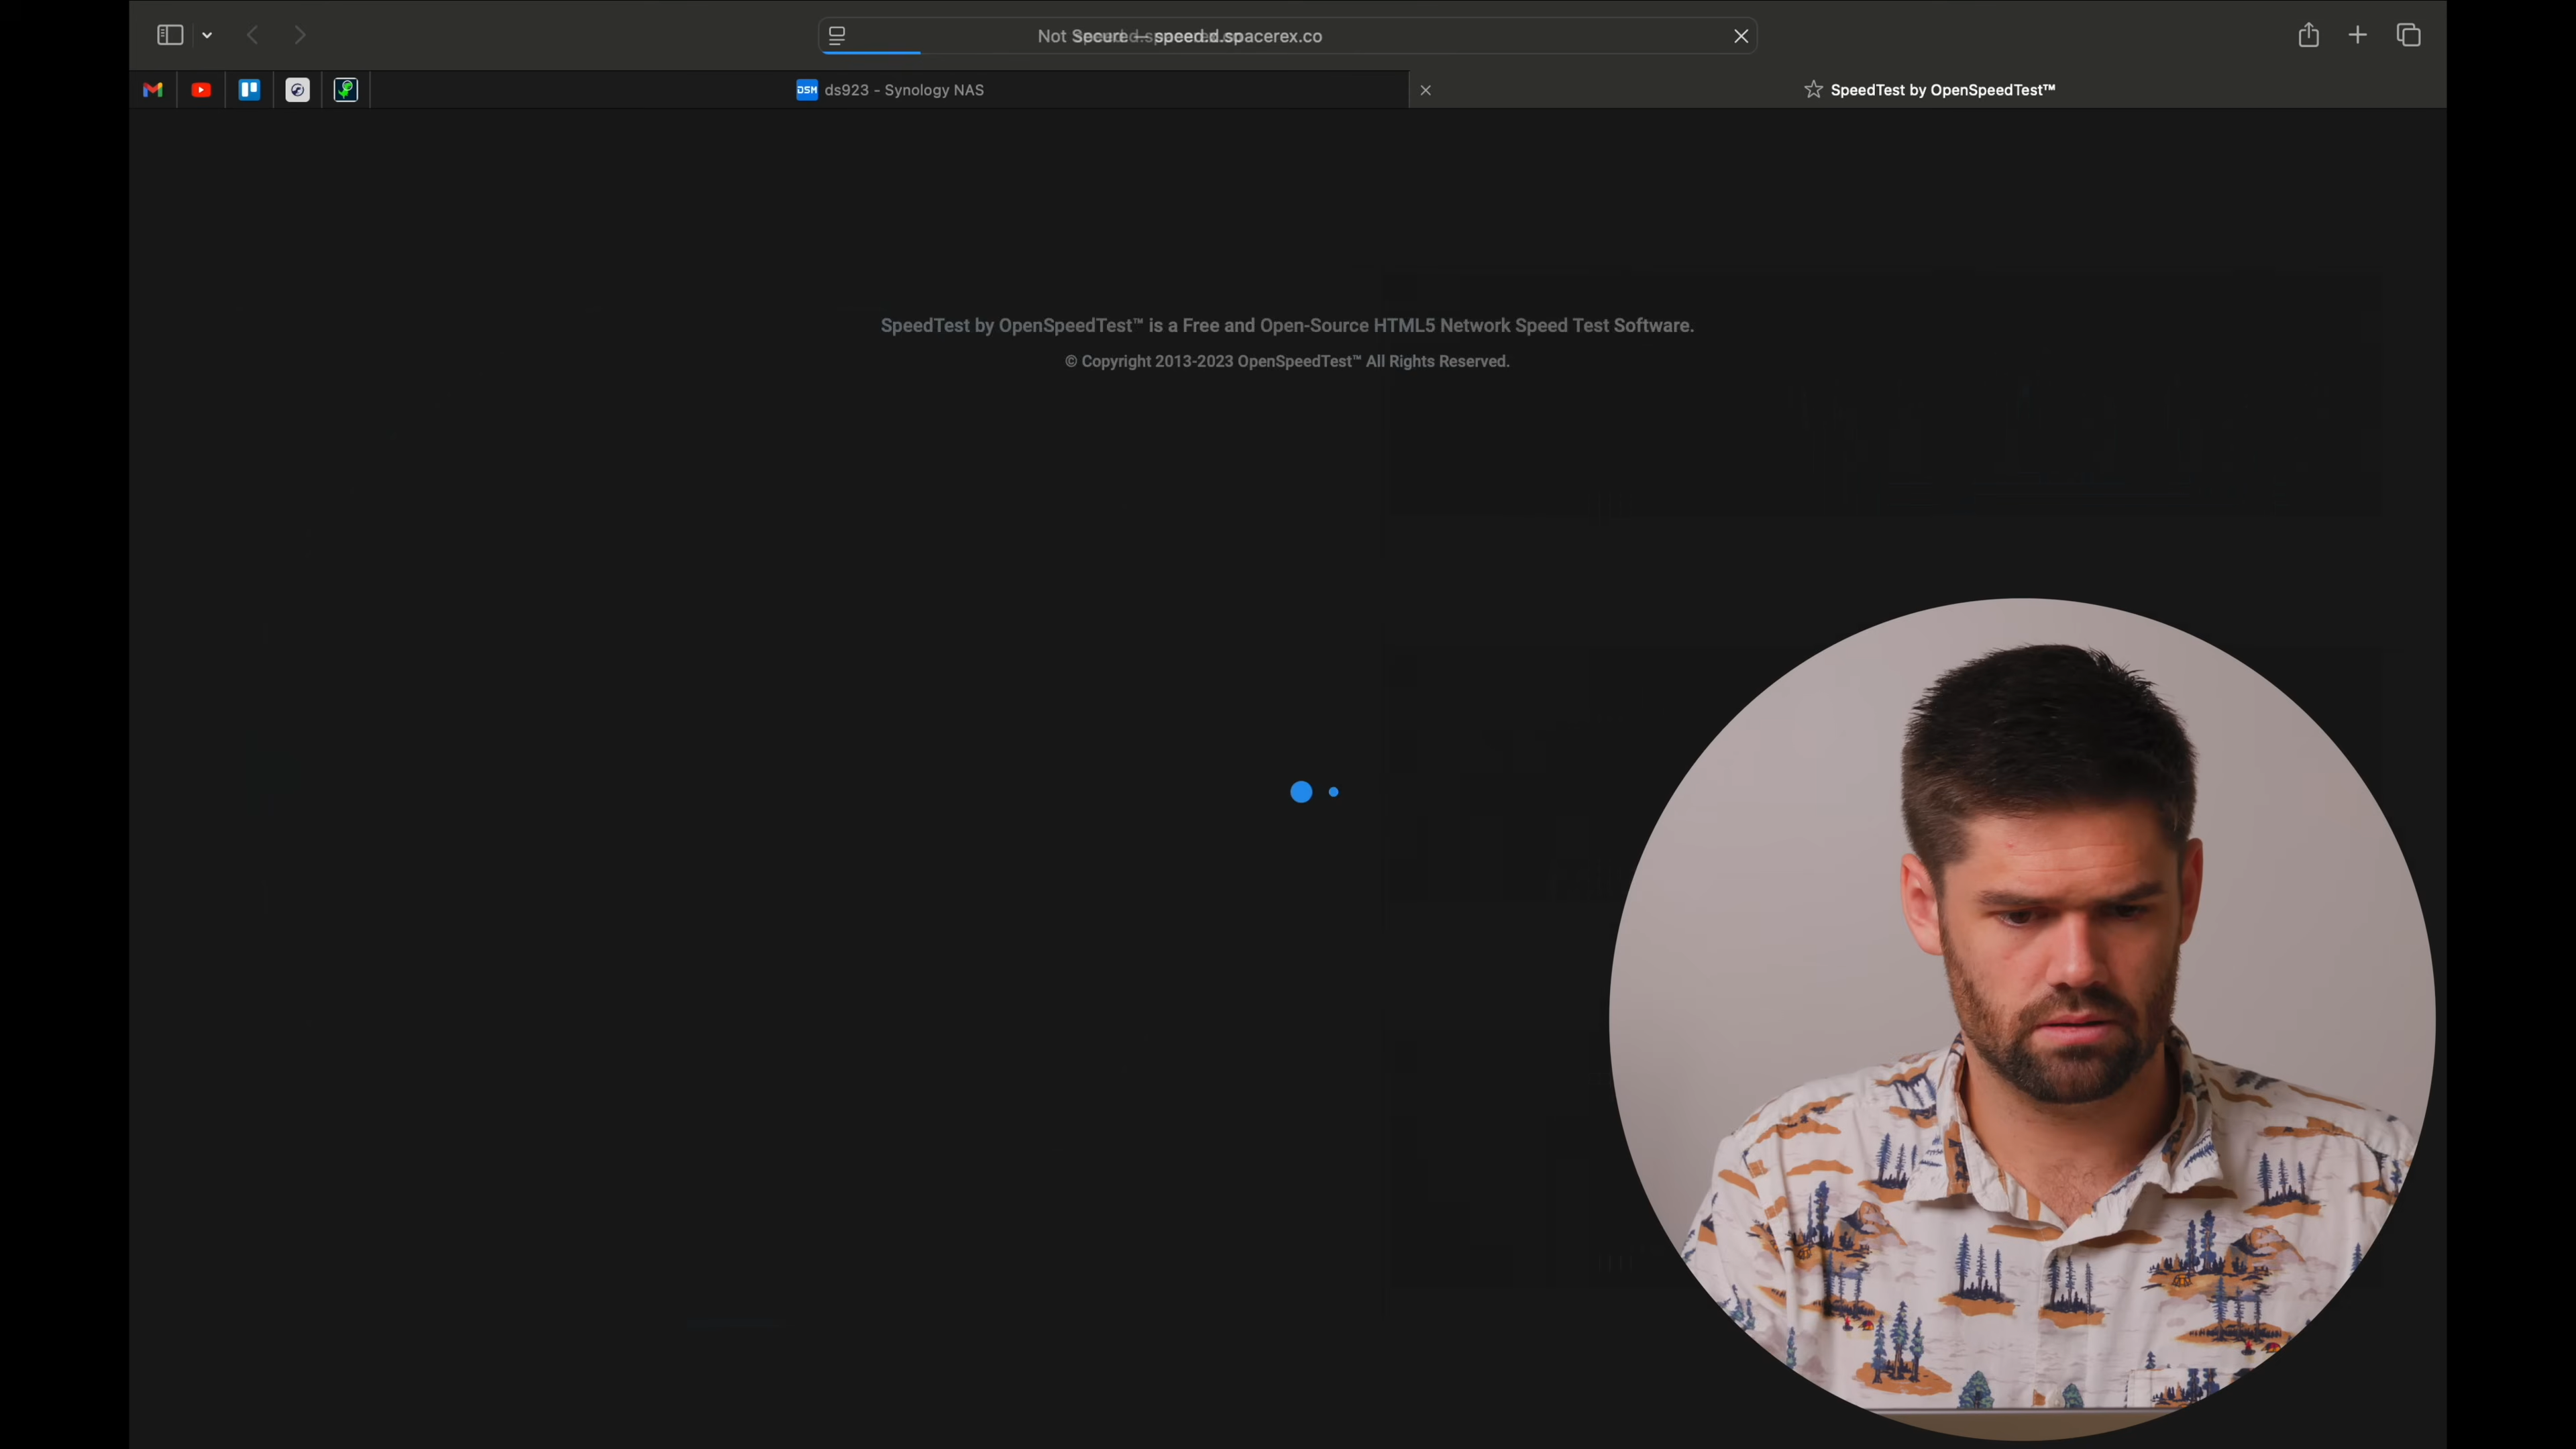 Not Secure — speed.d.spacerex.co
DSM ds923 - Synology NAS
SpeedTest by OpenSpeedTest™
SpeedTest by OpenSpeedTest™ is a Free and Open-Source HTML5 Network Speed Test Software.
© Copyright 2013-2023 OpenSpeedTest™ All Rights Reserved.